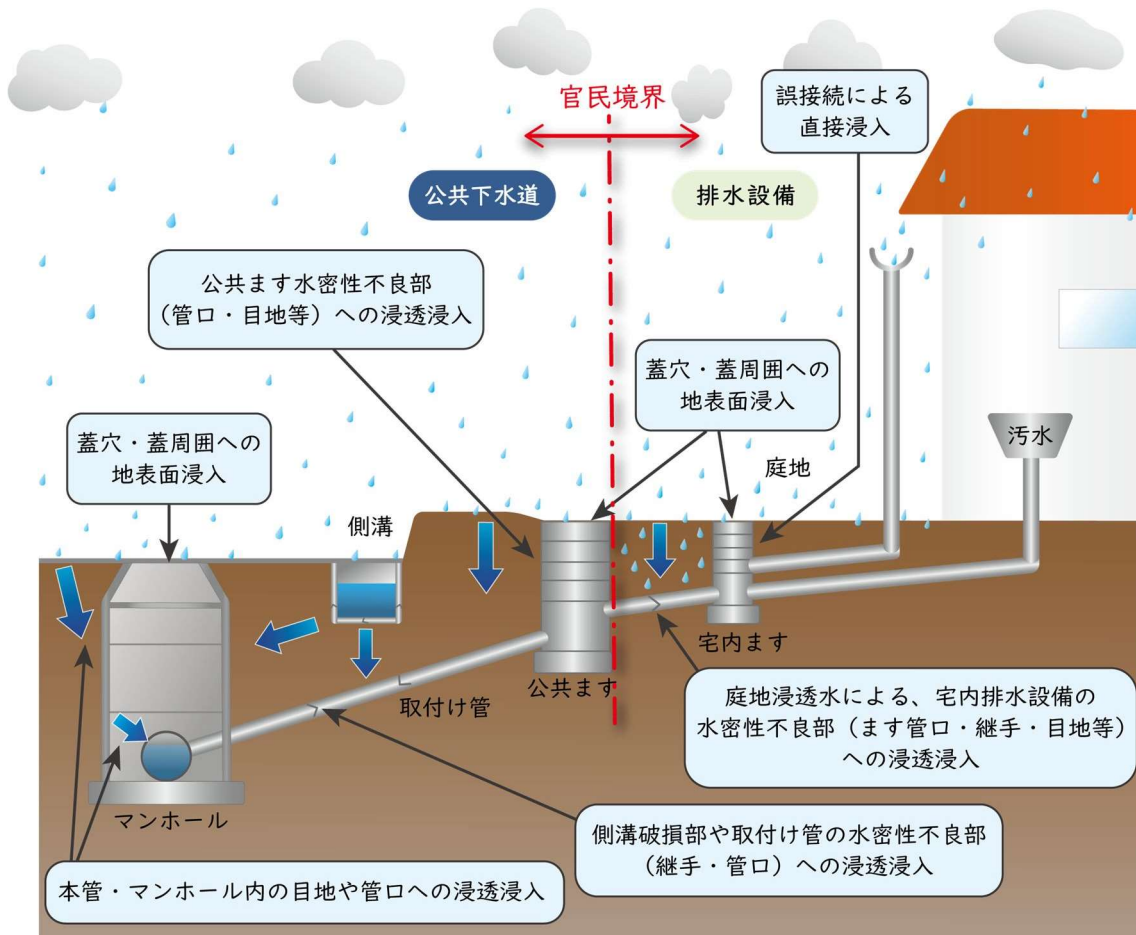 官民境界
誤接続による
直接浸入
公共下水道
排水設備
公共ます水密性不良部
（管口・目地等）への浸透浸入
蓋穴・蓋周囲への
地表面浸入
蓋穴・蓋周囲への
地表面浸入
汚水
庭地
側溝
宅内ます
公共ます
取付け管
庭地浸透水による、宅内排水設備の
水密性不良部（ます管口・継手・目地等）
への浸透浸入
マンホール
側溝破損部や取付け管の水密性不良部
（継手・管口）への浸透浸入
本管・マンホール内の目地や管口への浸透浸入